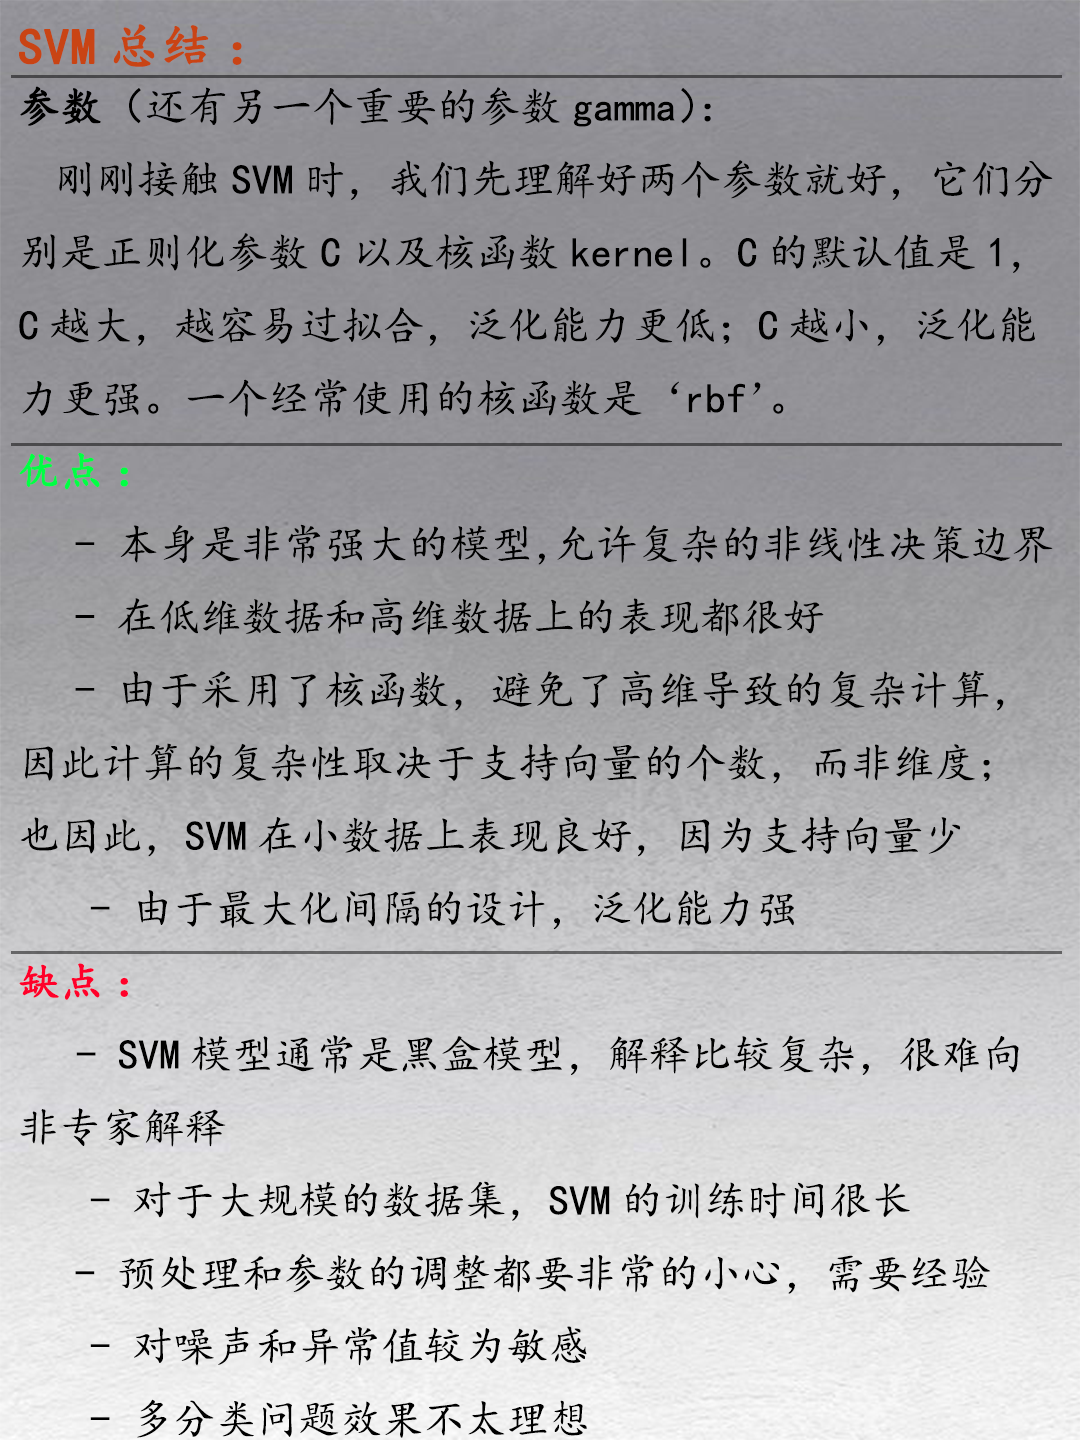 SVM 总结：
参数（还有另一个重要的参数 gamma）：
刚刚接触 SVM 时，我们先理解好两个参数就好，它们分
别是正则化参数 C 以及核函数 kernel。C 的默认值是 1，
C 越大，越容易过拟合，泛化能力更低；C 越小，泛化能
力更强。一个经常使用的核函数是‘rbf’。
优点：
- 本身是非常强大的模型,允许复杂的非线性决策边界
- 在低维数据和高维数据上的表现都很好
- 由于采用了核函数，避免了高维导致的复杂计算，
因此计算的复杂性取决于支持向量的个数，而非维度；
也因此，SVM 在小数据上表现良好，因为支持向量少
- 由于最大化间隔的设计，泛化能力强
缺点：
- SVM 模型通常是黑盒模型，解释比较复杂，很难向
非专家解释
- 对于大规模的数据集，SVM 的训练时间很长
- 预处理和参数的调整都要非常的小心，需要经验
- 对噪声和异常值较为敏感
- 多分类问题效果不太理想